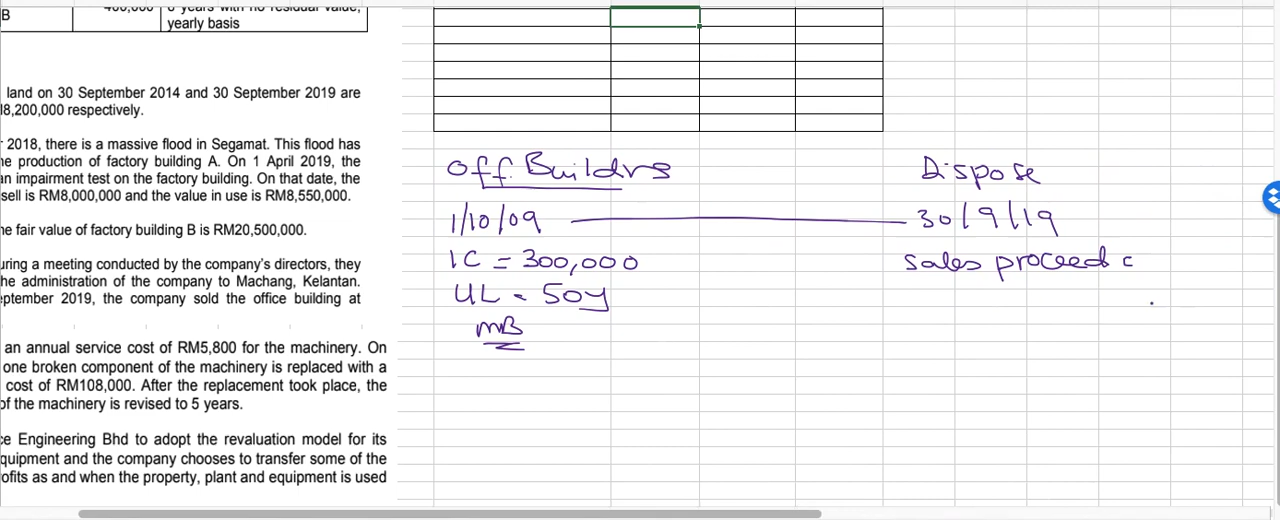 B
400,000
yearly basis
land on 30 September 2014 and 30 September 2019 are
8,200,000 respectively.
2018, there is a massive flood in Segamat. This flood has
production of factory building A. On 1 April 2019, the
an impairment test on the factory building. On that date, the
sell is RM8,000,000 and the value in use is RM8,550,000.
fair value of factory building B is RM20,500,000.
uring a meeting conducted by the company's directors, they
he administration of the company to Machang, Kelantan.
eptember 2019, the company sold the office building at
an annual service cost of RM5,800 for the machinery. On
one broken component of the machinery is replaced with a
cost of RM108,000. After the replacement took place, the
of the machinery is revised to 5 years.
ce Engineering Bhd to adopt the revaluation model for its
quipment and the company chooses to transfer some of the
ofits as and when the property, plant and equipment is used
Off. Buildns
Dispose
1/10/09
30/9/19
IC = 300,000
sales proceed c
UL = 50y
MB